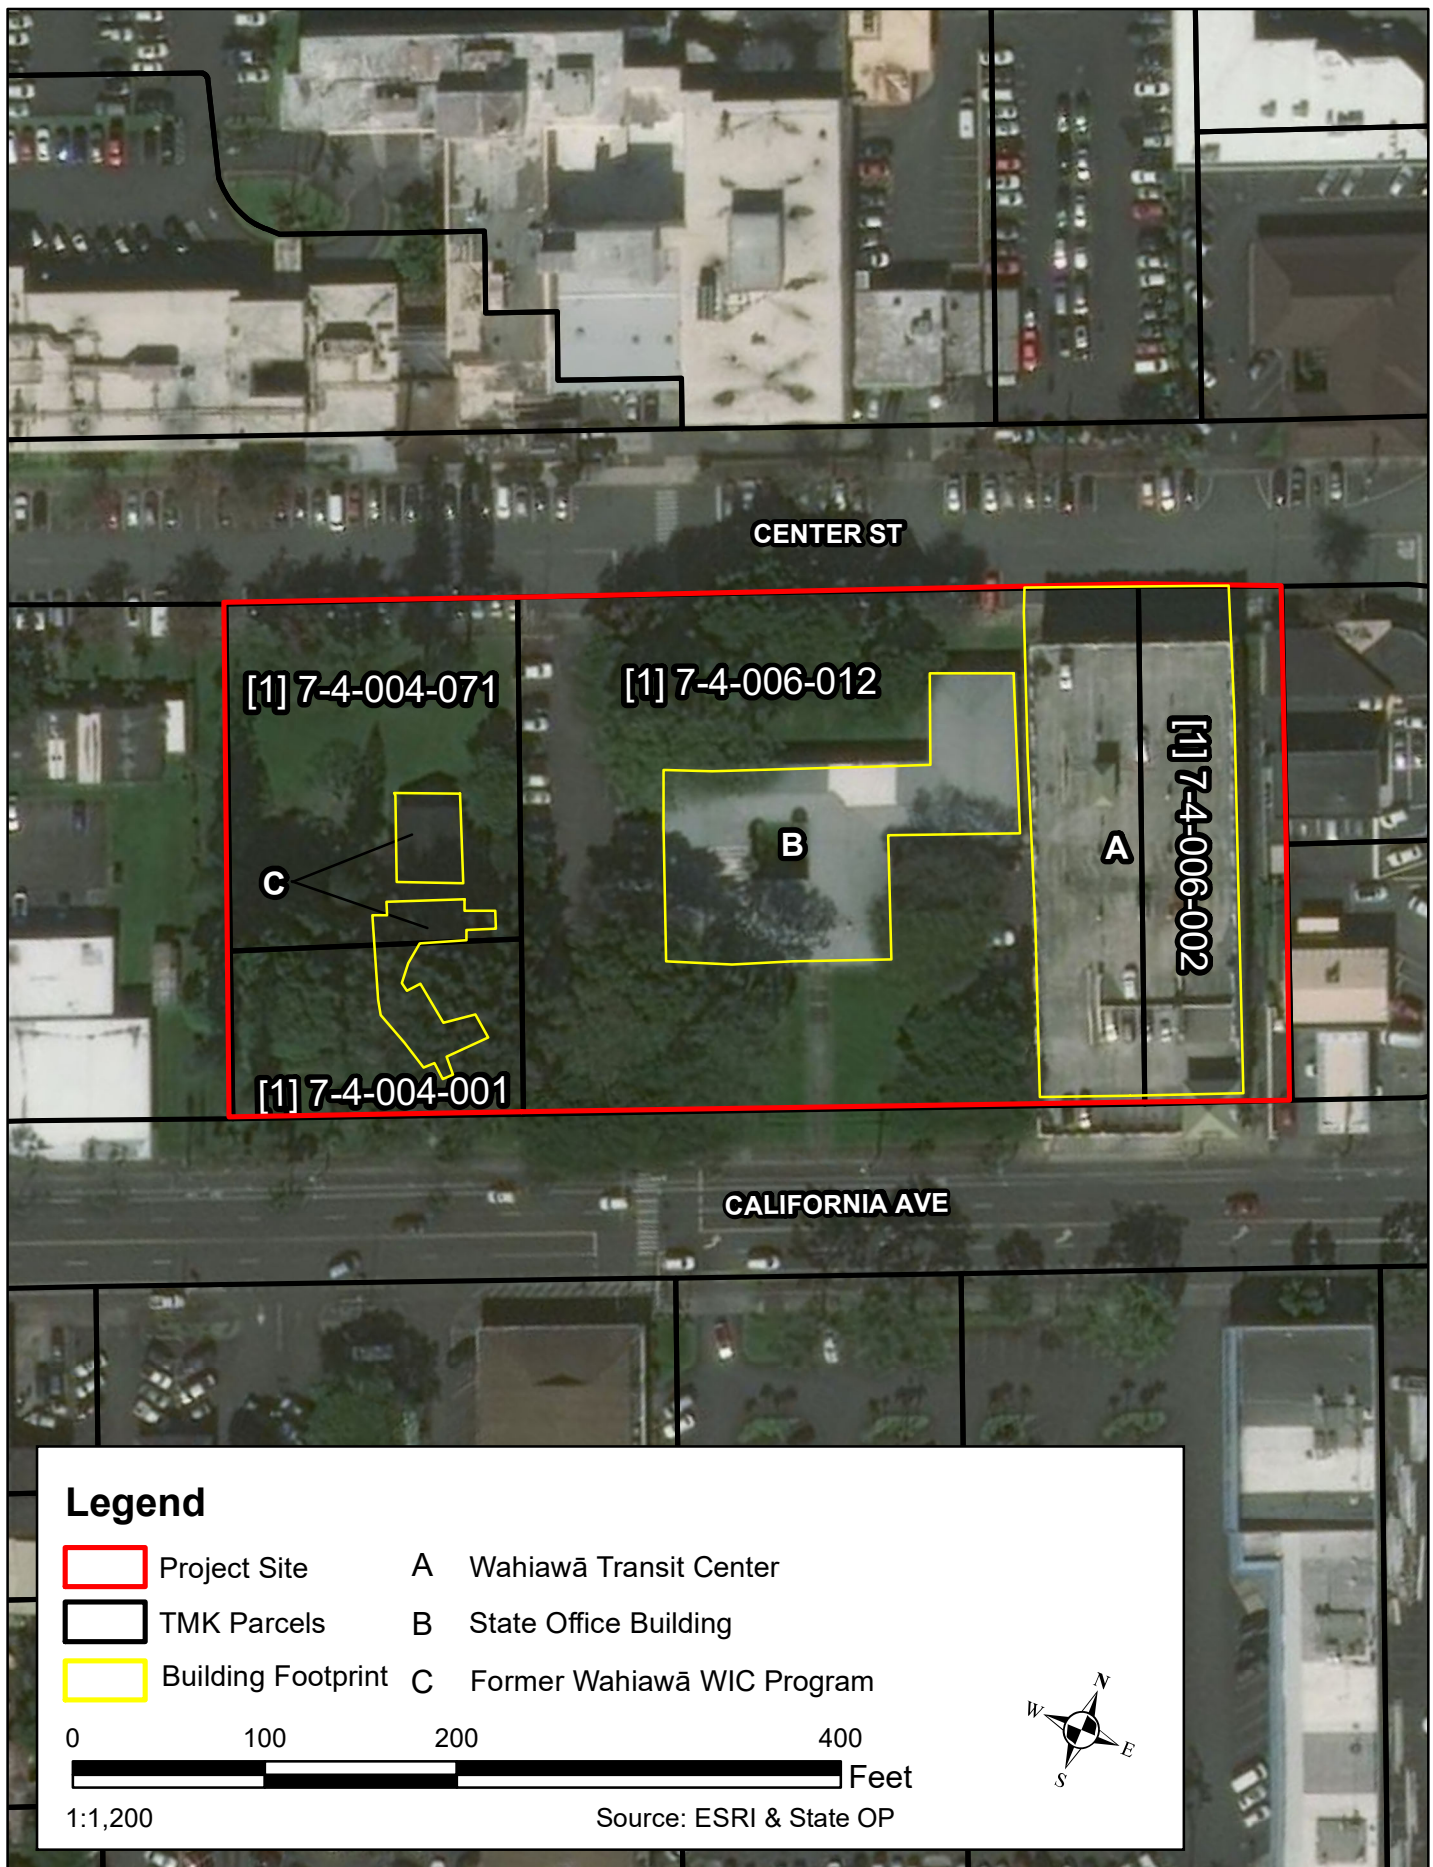 CENTER ST
[1] 7-4-004-071
[1] 7-4-006-012
[1] 7-4-006-002
A
B
C
[1] 7-4-004-001
CALIFORNIA AVE
Legend
Project Site
TMK Parcels
Building Footprint
A Wahiawā Transit Center
B State Office Building
C Former Wahiawā WIC Program
0 100 200 400
Feet
1:1,200
Source: ESRI & State OP
N
W
E
S